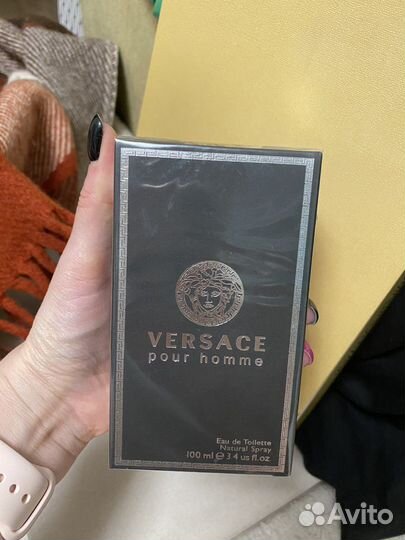 VERSACE
pour homme
Eau de Toilette
Natural Spray
100 ml ℮ 3.4 us fl.oz
Avito